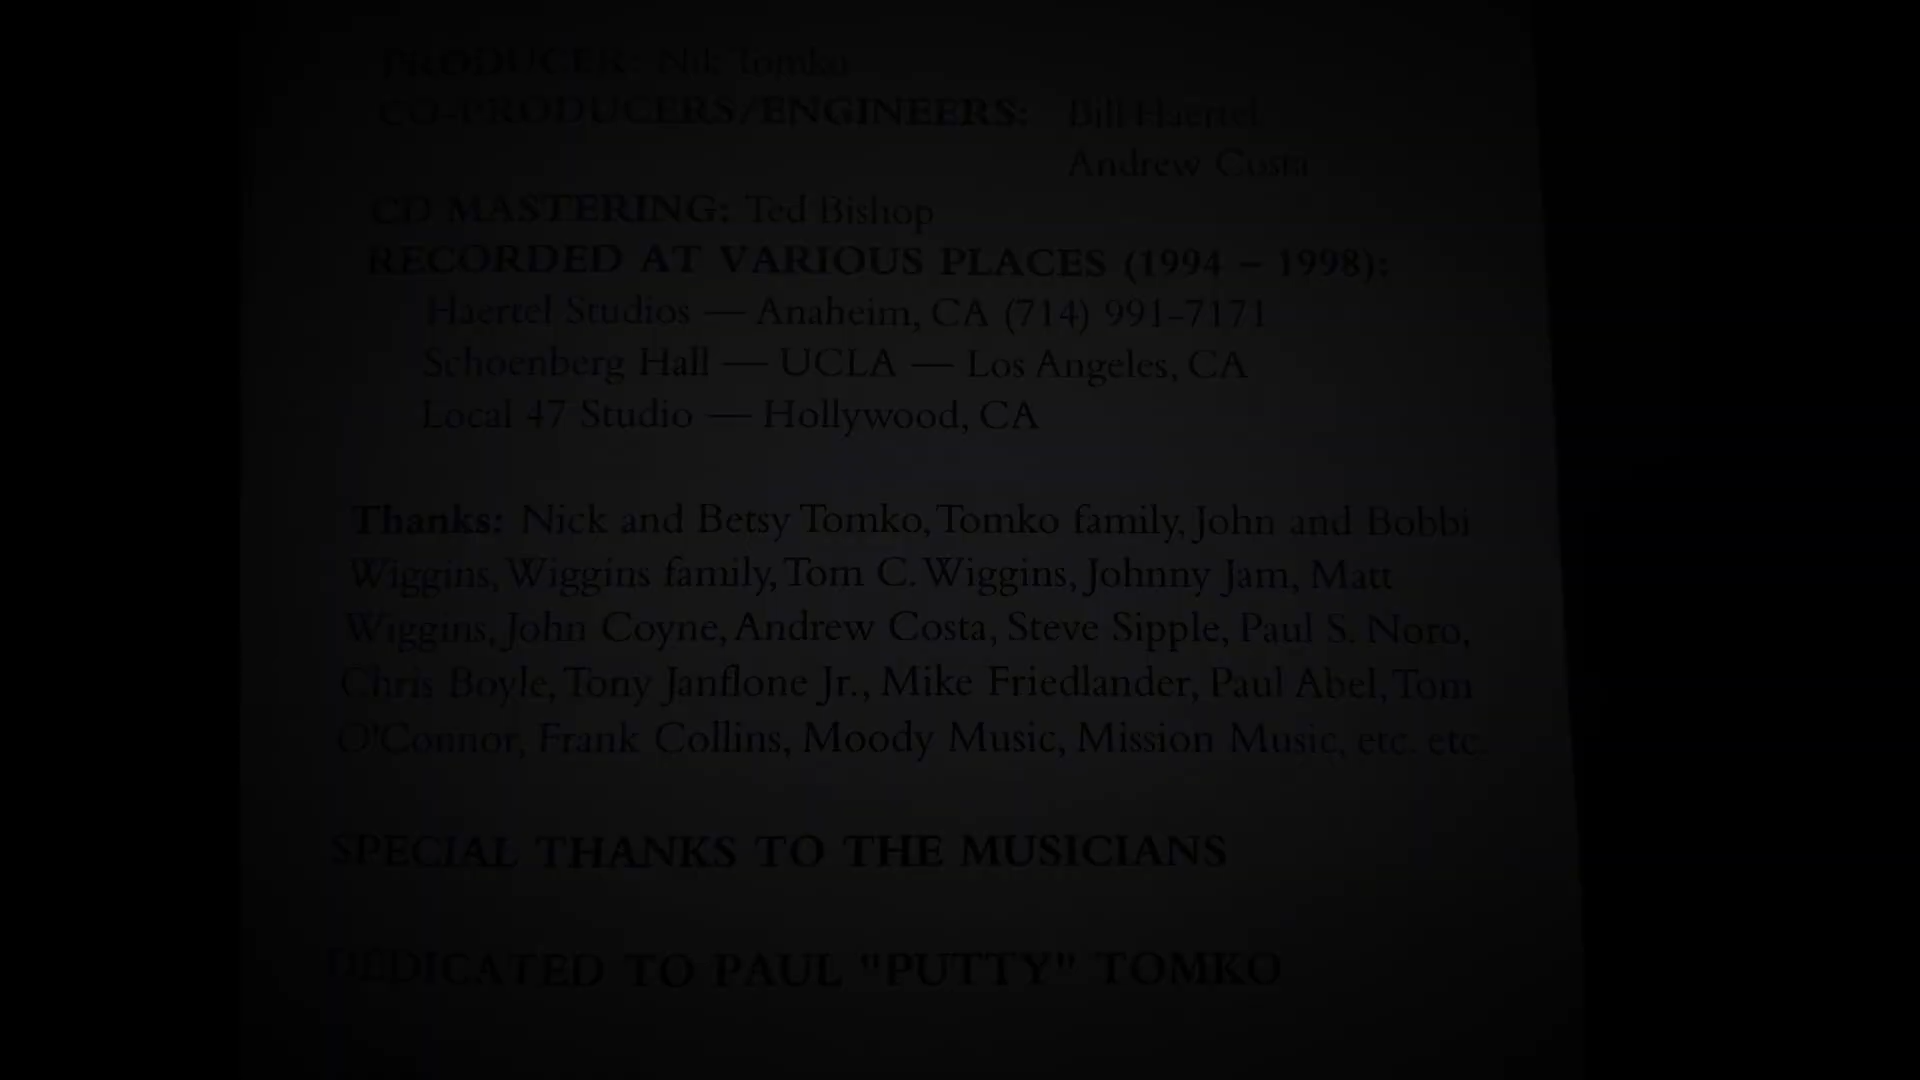 PRODUCER: Nik Tomko
CO-PRODUCERS/ENGINEERS: Bill Haertel
Andrew Costa
CD MASTERING: Ted Bishop
RECORDED AT VARIOUS PLACES (1994 – 1998):
Haertel Studios — Anaheim, CA (714) 991-7171
Schoenberg Hall — UCLA — Los Angeles, CA
Local 47 Studio — Hollywood, CA
Thanks: Nick and Betsy Tomko, Tomko family, John and Bobbi
Wiggins, Wiggins family, Tom C. Wiggins, Johnny Jam, Matt
Wiggins, John Coyne, Andrew Costa, Steve Sipple, Paul S. Noro,
Chris Boyle, Tony Janflone Jr., Mike Friedlander, Paul Abel, Tom
O'Connor, Frank Collins, Moody Music, Mission Music, etc. etc.
SPECIAL THANKS TO THE MUSICIANS
DEDICATED TO PAUL "PUTTY" TOMKO